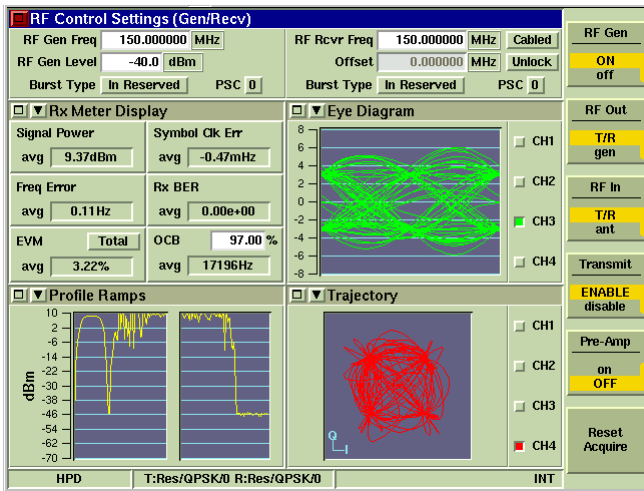 RF Control Settings (Gen/Recv)
RF Gen Freq 150.000000 MHz RF Rcvr Freq 150.000000 MHz Cabled
RF Gen Level -40.0 dBm Offset 0.000000 MHz Unlock
Burst Type In Reserved PSC 0 Burst Type In Reserved PSC 0
Rx Meter Display
Signal Power Symbol Clk Err
avg 9.37dBm avg -0.47mHz
Freq Error Rx BER
avg 0.11Hz avg 0.00e+00
EVM Total OCB 97.00 %
avg 3.22% avg 17196Hz
Eye Diagram
8
6
4
2
0
-2
-4
-6
-8
CH1
CH2
CH3
CH4
Profile Ramps
dBm
10
2
-6
-14
-22
-30
-38
-46
-54
-62
-70
Trajectory
Q
I
CH1
CH2
CH3
CH4
HPD T:Res/QPSK/0 R:Res/QPSK/0 INT
RF Gen
ON
off
RF Out
T/R
gen
RF In
T/R
ant
Transmit
ENABLE
disable
Pre-Amp
on
OFF
Reset
Acquire